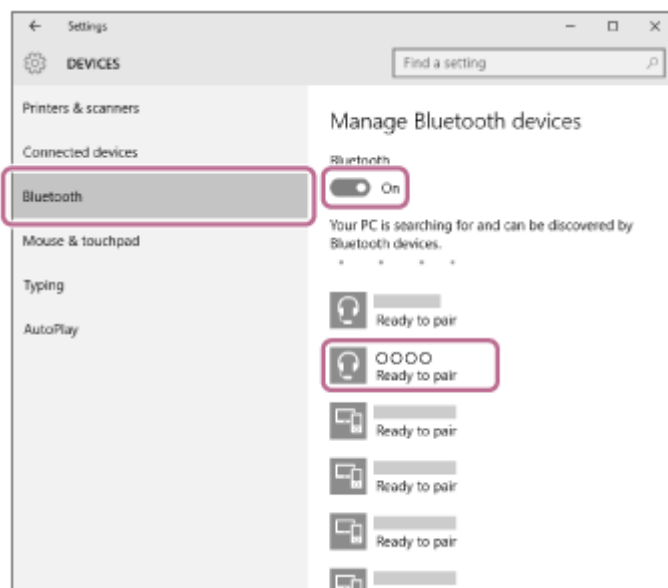 Settings
DEVICES
Find a setting
Printers & scanners
Connected devices
Bluetooth
Mouse & touchpad
Typing
AutoPlay
Manage Bluetooth devices
Bluetooth
On
Your PC is searching for and can be discovered by
Bluetooth devices.
Ready to pair
OOOO
Ready to pair
Ready to pair
Ready to pair
Ready to pair